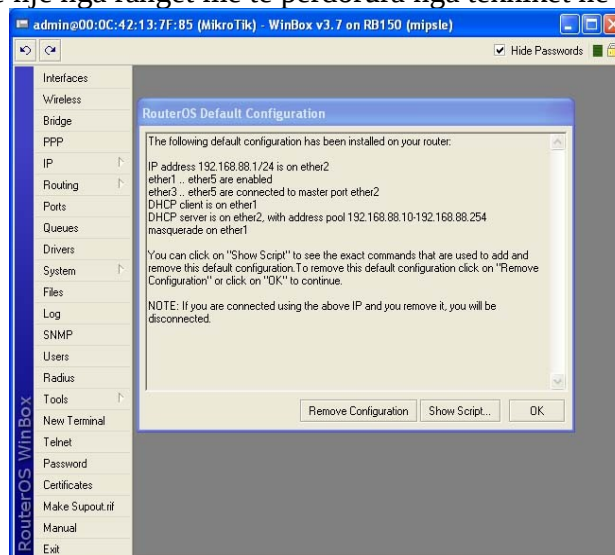 një nga ranget më të përdorura nga tekniket në
admin@00:0C:42:13:7F:B5 (MikroTik) - WinBox v3.7 on RB150 (mipsle)
Hide Passwords
Interfaces
Wireless
Bridge
PPP
IP
Routing
Ports
Queues
Drivers
System
Files
Log
SNMP
Users
Radius
Tools
New Terminal
Telnet
Password
Certificates
Make Supout.rif
Manual
Exit
RouterOS WinBox
RouterOS Default Configuration
The following default configuration has been installed on your router:
IP address 192.168.88.1/24 is on ether2
ether1 .. ether5 are enabled
ether3 .. ether5 are connected to master port ether2
DHCP client is on ether1
DHCP server is on ether2, with address pool 192.168.88.10-192.168.88.254
masquerade on ether1
You can click on "Show Script" to see the exact commands that are used to add and
remove this default configuration.To remove this default configuration click on "Remove
Configuration" or click on "OK" to continue.
NOTE: If you are connected using the above IP and you remove it, you will be
disconnected.
Remove Configuration
Show Script...
OK